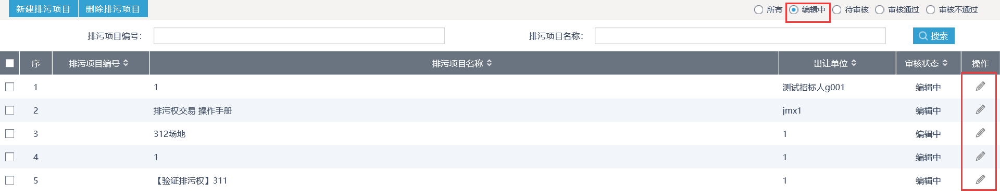 新建排污项目 删除排污项目 所有 编辑中 待审核 审核通过 审核不通过
排污项目编号: 排污项目名称: 搜索
序 排污项目编号 排污项目名称 出让单位 审核状态 操作
1 1 测试招标人g001 编辑中
2 排污权交易 操作手册 jmx1 编辑中
3 312场地 1 编辑中
4 1 1 编辑中
5 【验证排污权】311 1 编辑中